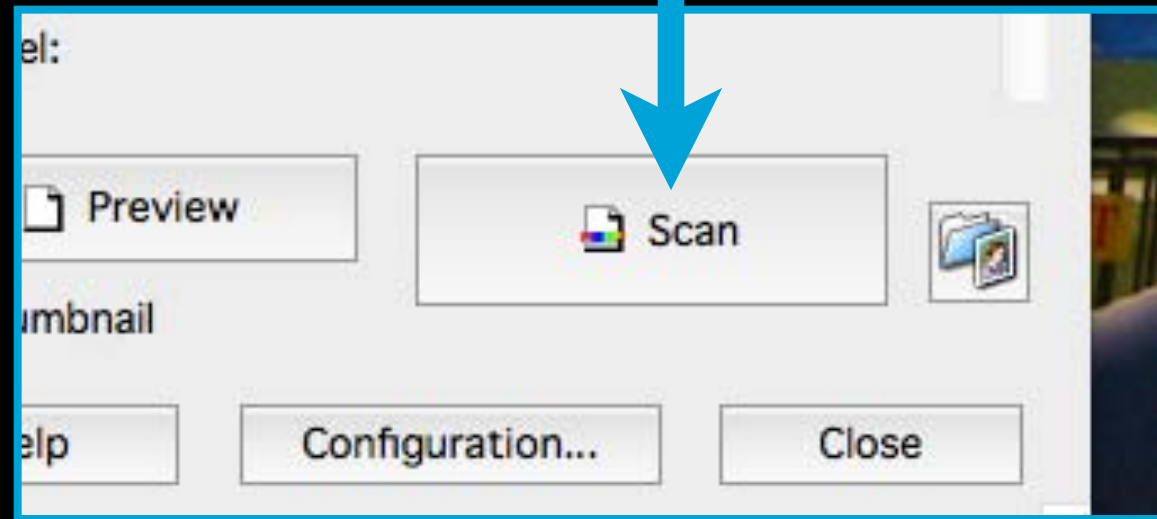 el:
Preview
Scan
umbnail
elp
Configuration...
Close